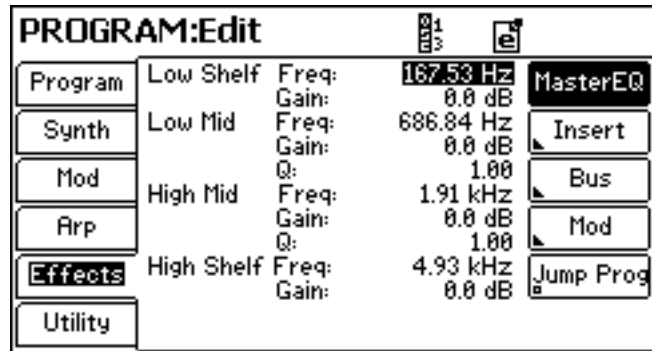 PROGRAM:Edit
Program
Synth
Mod
Arp
Effects
Utility
Low Shelf Freq: 167.53 Hz
Gain: 0.0 dB
Low Mid Freq: 686.84 Hz
Gain: 0.0 dB
Q: 1.00
High Mid Freq: 1.91 kHz
Gain: 0.0 dB
Q: 1.00
High Shelf Freq: 4.93 kHz
Gain: 0.0 dB
MasterEQ
Insert
Bus
Mod
Jump Prog